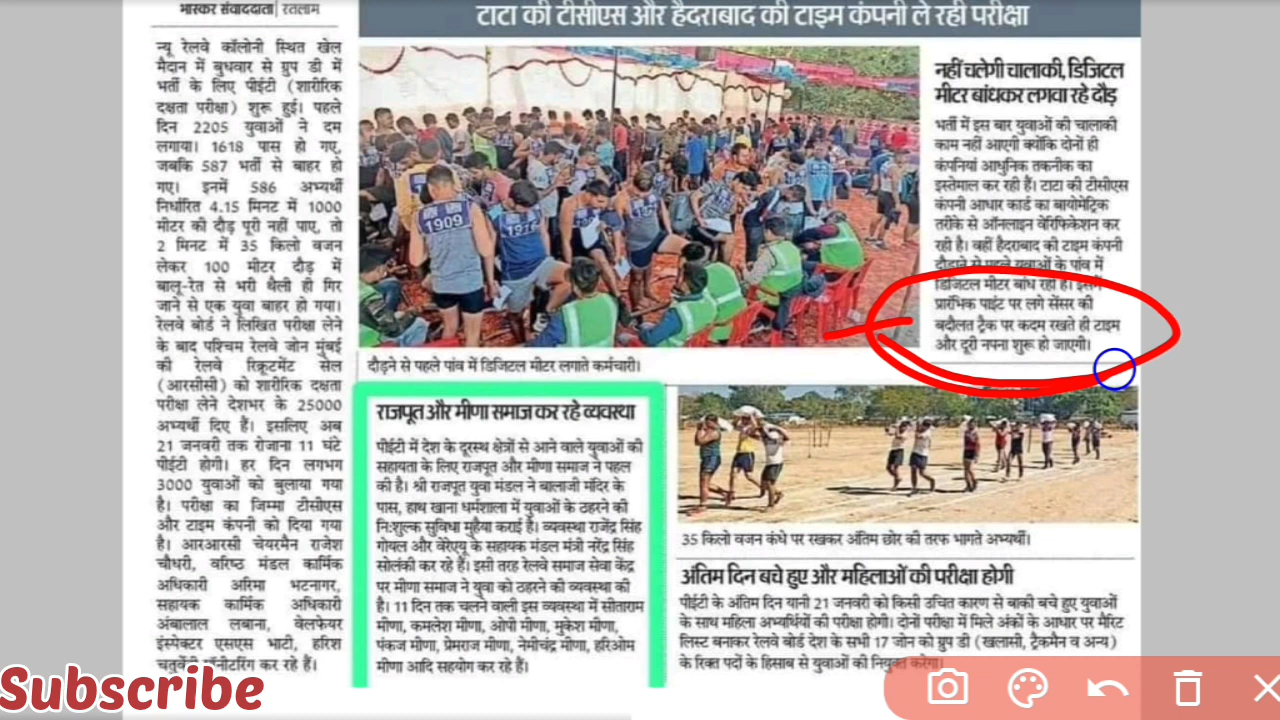 भास्कर संवाददाता | रतलाम
न्यू रेलवे कॉलोनी स्थित खेल
मैदान में बुधवार से ग्रुप डी में
भर्ती के लिए पीईटी (शारीरिक
दक्षता परीक्षा) शुरू हुई। पहले
दिन 2205 युवाओं ने दम
लगाया। 1618 पास हो गए,
जबकि 587 भर्ती से बाहर हो
गए। इनमें 586 अभ्यर्थी
निर्धारित 4.15 मिनट में 1000
मीटर की दौड़ पूरी नहीं पाए, तो
2 मिनट में 35 किलो वजन
लेकर 100 मीटर दौड़ में
बालू-रेत से भरी थैली ही गिर
जाने से एक युवा बाहर हो गया।
रेलवे बोर्ड ने लिखित परीक्षा लेने
के बाद पश्चिम रेलवे जोन मुंबई
की रेलवे रिक्रूटमेंट सेल
(आरसीसी) को शारीरिक दक्षता
परीक्षा लेने देशभर के 25000
अभ्यर्थी दिए हैं। इसलिए अब
21 जनवरी तक रोजाना 11 घंटे
पीईटी होगी। हर दिन लगभग
3000 युवाओं को बुलाया गया
है। परीक्षा का जिम्मा टीसीएस
और टाइम कंपनी को दिया गया
है। आरआरसी चेयरमैन राजेश
चौधरी, वरिष्ठ मंडल कार्मिक
अधिकारी अरिमा भटनागर,
सहायक कार्मिक अधिकारी
अंबालाल लबाना, वेलफेयर
इंस्पेक्टर एसएस भाटी, हरिश
चतुर्वेदी मॉनीटरिंग कर रहे हैं।
टाटा की टीसीएस और हैदराबाद की टाइम कंपनी ले रही परीक्षा
1909
दौड़ने से पहले पांव में डिजिटल मीटर लगाते कर्मचारी।
नहीं चलेगी चालाकी, डिजिटल
मीटर बांधकर लगवा रहे दौड़
भर्ती में इस बार युवाओं की चालाकी
काम नहीं आएगी क्योंकि दोनों ही
कंपनियां आधुनिक तकनीक का
इस्तेमाल कर रही हैं। टाटा की टीसीएस
कंपनी आधार कार्ड का बायोमेट्रिक
तरीके से ऑनलाइन वेरिफिकेशन कर
रही है। वहीं हैदराबाद की टाइम कंपनी
दौड़ाने से पहले युवाओं के पांव में
डिजिटल मीटर बांध रही है। इसमें
प्रारंभिक पाइंट पर लगे सेंसर की
बदौलत ट्रैक पर कदम रखते ही टाइम
और दूरी नपना शुरू हो जाएगी।
राजपूत और मीणा समाज कर रहे व्यवस्था
पीईटी में देश के दूरस्थ क्षेत्रों से आने वाले युवाओं की
सहायता के लिए राजपूत और मीणा समाज ने पहल
की है। श्री राजपूत युवा मंडल ने बालाजी मंदिर के
पास, हाथ खाना धर्मशाला में युवाओं के ठहरने की
नि:शुल्क सुविधा मुहैया कराई है। व्यवस्था राजेंद्र सिंह
गोयल और वेरेएयू के सहायक मंडल मंत्री नरेंद्र सिंह
सोलंकी कर रहे हैं। इसी तरह रेलवे समाज सेवा केंद्र
पर मीणा समाज ने युवा को ठहरने की व्यवस्था की
है। 11 दिन तक चलने वाली इस व्यवस्था में सीताराम
मीणा, कमलेश मीणा, ओपी मीणा, मुकेश मीणा,
पंकज मीणा, प्रेमराज मीणा, नेमीचंद्र मीणा, हरिओम
मीणा आदि सहयोग कर रहे हैं।
35 किलो वजन कंधे पर रखकर अंतिम छोर की तरफ भागते अभ्यर्थी।
अंतिम दिन बचे हुए और महिलाओं की परीक्षा होगी
पीईटी के अंतिम दिन यानी 21 जनवरी को किसी उचित कारण से बाकी बचे हुए युवाओं
के साथ महिला अभ्यर्थियों की परीक्षा होगी। दोनों परीक्षा में मिले अंकों के आधार पर मैरिट
लिस्ट बनाकर रेलवे बोर्ड देश के सभी 17 जोन को ग्रुप डी (खलासी, ट्रैकमैन व अन्य)
के रिक्त पदों के हिसाब से युवाओं की नियुक्त करेगा।
Subscribe